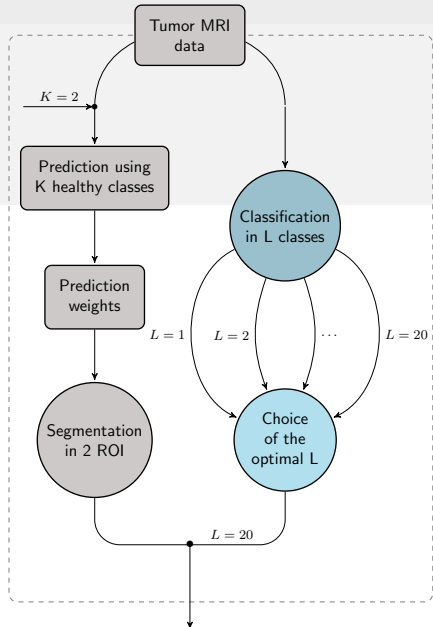 Tumor MRI
data
K = 2
Prediction using
K healthy classes
Classification
in L classes
Prediction
weights
L = 1
L = 2
...
L = 20
Segmentation
in 2 ROI
Choice
of the
optimal L
L = 20